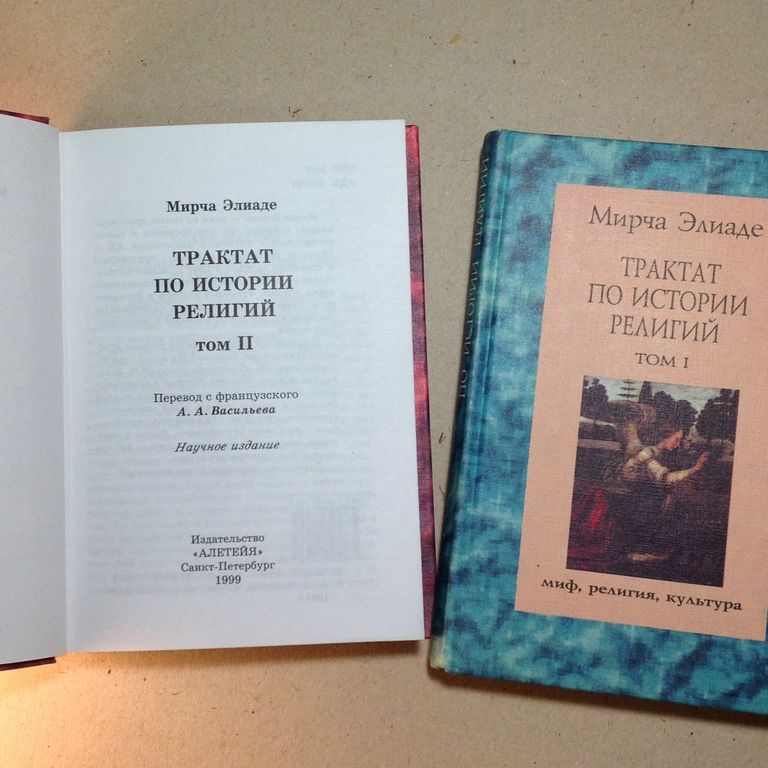 Мирча Элиаде
ТРАКТАТ
ПО ИСТОРИИ
РЕЛИГИЙ
том II
Перевод с французского
А. А. Васильева
Научное издание
Издательство
«АЛЕТЕЙЯ»
Санкт-Петербург
1999
ПО ИСТОРИИ РЕЛИГИЙ
Мирча Элиаде
ТРАКТАТ
ПО ИСТОРИИ
РЕЛИГИЙ
ТОМ I
миф, религия, культура